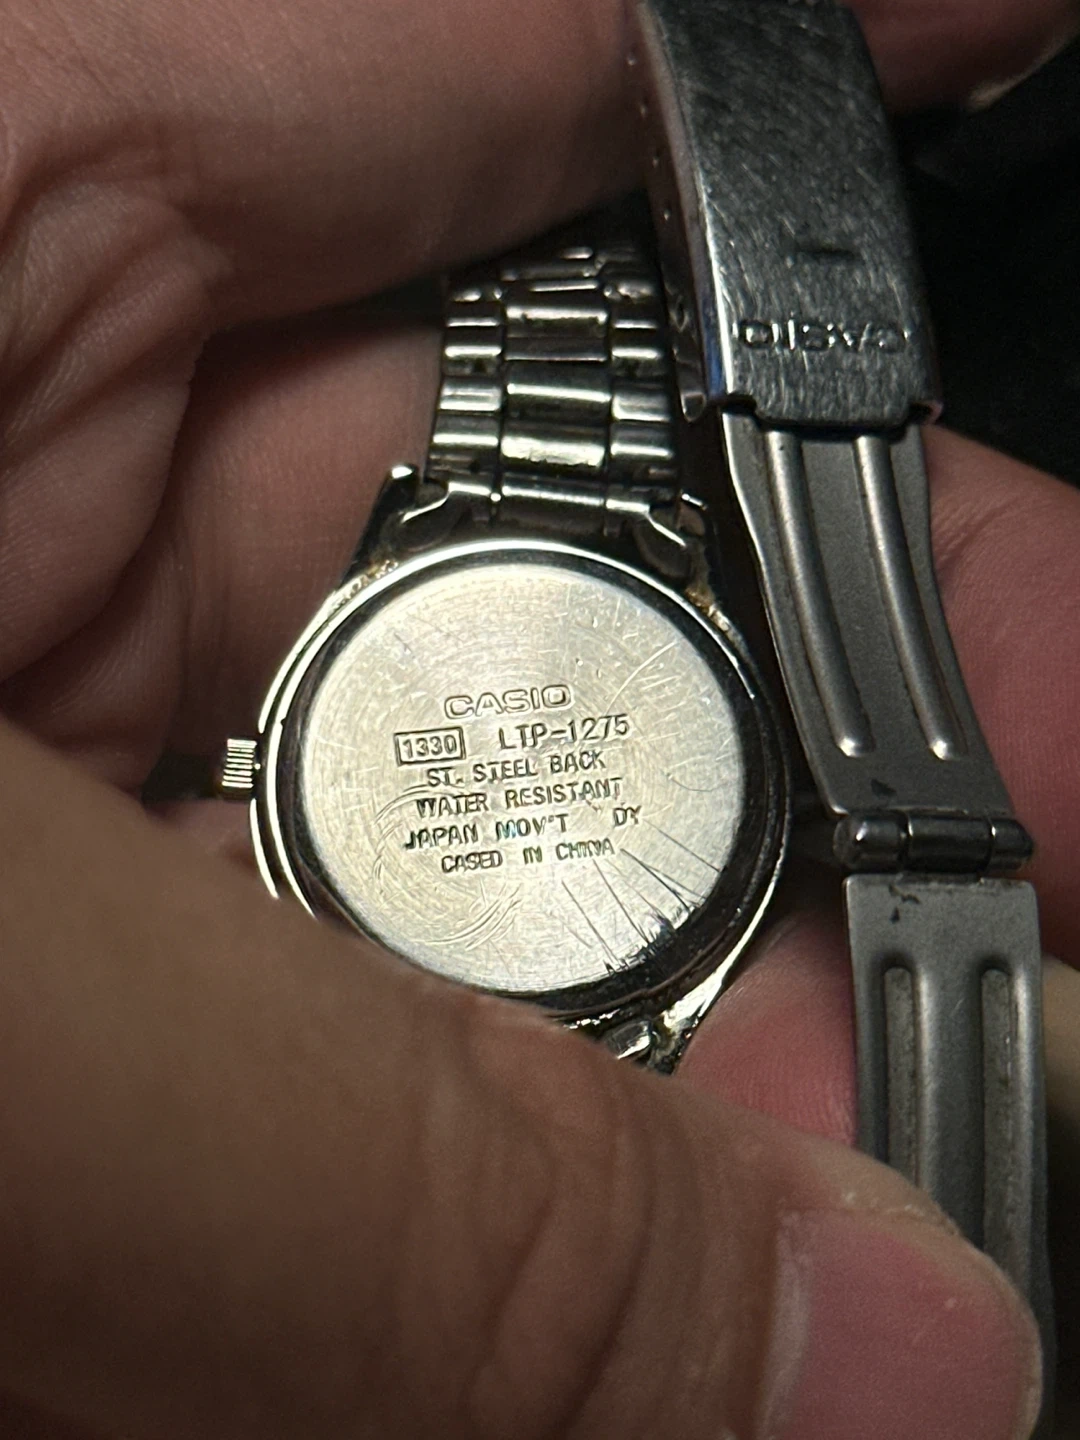 CASIO
CASIO
1330 LTP-1275
ST. STEEL BACK
WATER RESISTANT
JAPAN MOV'T DY
CASED IN CHINA